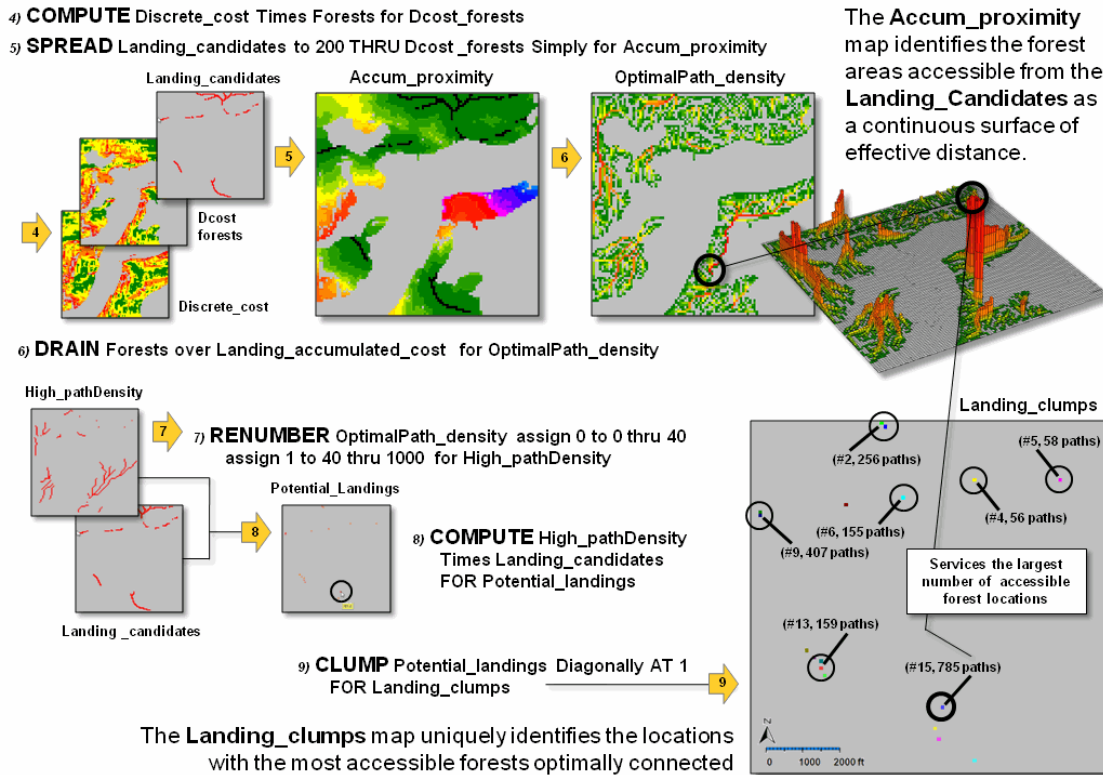 4) COMPUTE Discrete_cost Times Forests for Dcost_forests
5) SPREAD Landing_candidates to 200 THRU Dcost _forests Simply for Accum_proximity
The Accum_proximity
map identifies the forest
areas accessible from the
Landing_Candidates as
a continuous surface of
effective distance.
Landing_candidates
Accum_proximity
OptimalPath_density
5
6
4
Dcost
forests
Discrete_cost
6) DRAIN Forests over Landing_accumulated_cost for OptimalPath_density
High_pathDensity
7
7) RENUMBER OptimalPath_density assign 0 to 0 thru 40
assign 1 to 40 thru 1000 for High_pathDensity
Potential_Landings
8
8) COMPUTE High_pathDensity
Times Landing_candidates
FOR Potential_landings
Landing _candidates
9) CLUMP Potential_landings Diagonally AT 1
FOR Landing_clumps
9
Landing_clumps
(#2, 256 paths)
(#5, 58 paths)
(#6, 155 paths)
(#4, 56 paths)
(#9, 407 paths)
Services the largest
number of accessible
forest locations
(#13, 159 paths)
(#15, 785 paths)
Z
0 1000 2000 ft
The Landing_clumps map uniquely identifies the locations
with the most accessible forests optimally connected